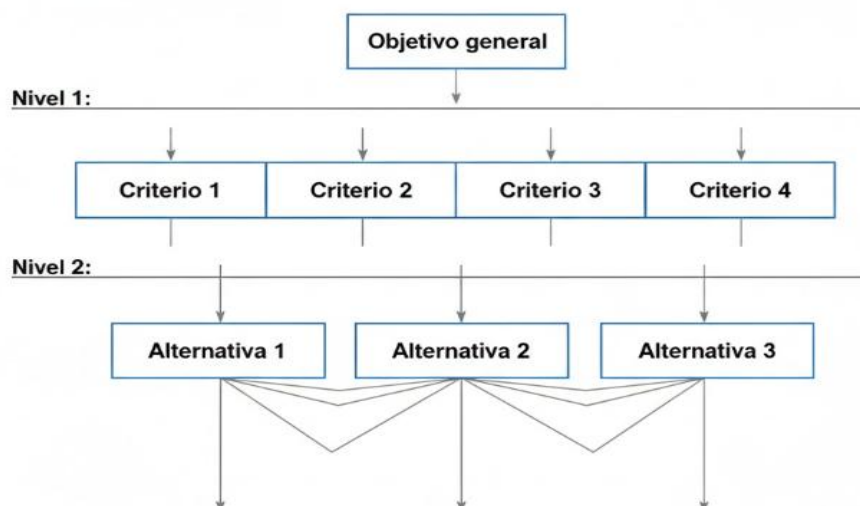 Objetivo general
Nivel 1:
Criterio 1 Criterio 2 Criterio 3 Criterio 4
Nivel 2:
Alternativa 1 Alternativa 2 Alternativa 3